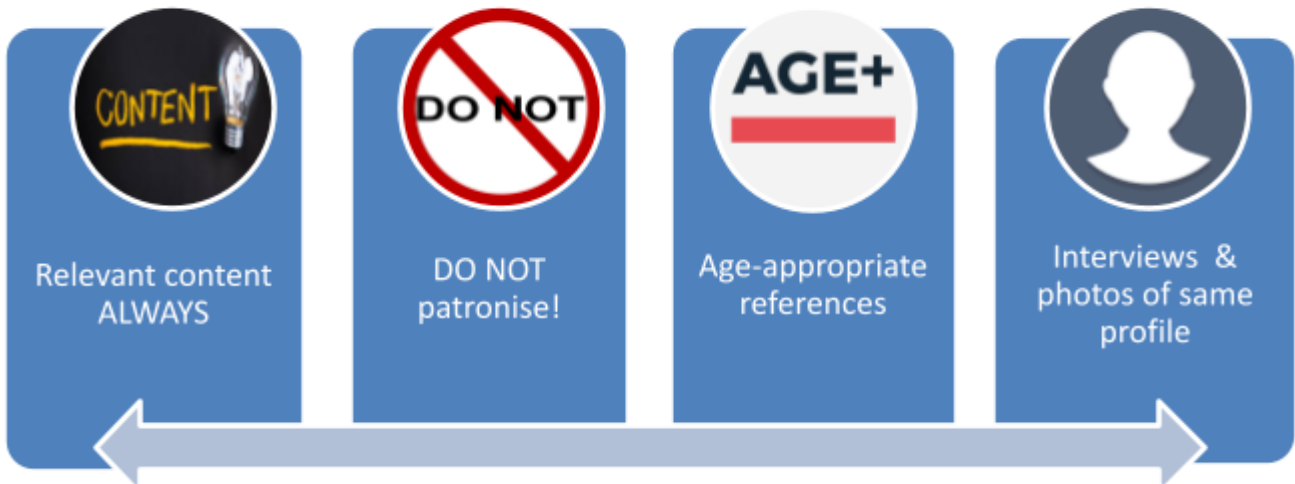 CONTENT
Relevant content
ALWAYS
DO NOT
DO NOT
patronise!
AGE+
Age-appropriate
references
Interviews &
photos of same
profile